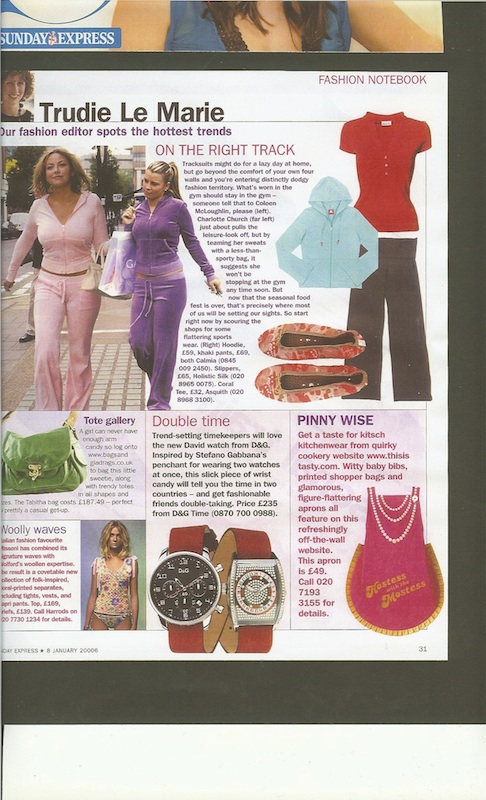 SUNDAY EXPRESS
FASHION NOTEBOOK
Trudie Le Marie
Our fashion editor spots the hottest trends
ON THE RIGHT TRACK
Tracksuits might do for a lazy day at home,
but go beyond the comfort of your own four
walls and you're entering distinctly dodgy
fashion territory. What's worn in the
gym should stay in the gym –
someone tell that to Coleen
McLoughlin, please (left).
Charlotte Church (far left)
just about pulls the
leisure-look off, but by
teaming her sweats
with a less-than-
sporty bag, it
suggests she
won't be
stopping at the gym
any time soon. But
now that the seasonal food
fest is over, that's precisely where most
of us will be setting our sights. So start
right now by scouring the
shops for some
flattering sports
wear. (Right) Hoodie,
£59, khaki pants, £69,
both Calmia (0845
009 2450). Slippers,
£65, Holistic Silk (020
8965 0075). Coral
Tee, £32, Asquith (020
8968 3100).
Tote gallery
A girl can never have
enough arm
candy so log onto
www.bagsand
gladrags.co.uk
to bag this little
sweetie, along
with trendy totes
in all shapes and
The Tabitha bag costs £187.49 – perfect
prettify a casual get-up.
Double time
Trend-setting timekeepers will love
the new David watch from D&G.
Inspired by Stefano Gabbana's
penchant for wearing two watches
at once, this slick piece of wrist
candy will tell you the time in two
countries – and get fashionable
friends double-taking. Price £235
from D&G Time (0870 700 0988).
D&G
PINNY WISE
Get a taste for kitsch
kitchenwear from quirky
cookery website www.thisis
tasty.com. Witty baby bibs,
printed shopper bags and
glamorous,
figure-flattering
aprons all
feature on this
refreshingly
off-the-wall
website.
This apron
is £49.
Call 020
7193
3155 for
details.
Hostess
with the
Mostess
Woolly waves
Italian fashion favourite
Missoni has combined its
signature waves with
Wolford's woollen expertise.
The result is a covetable new
collection of folk-inspired,
floral-printed separates,
including tights, vests, and
capri pants. Top, £169,
briefs, £139. Call Harrods on
020 7730 1234 for details.
DAY EXPRESS ★ 8 JANUARY 20006
31